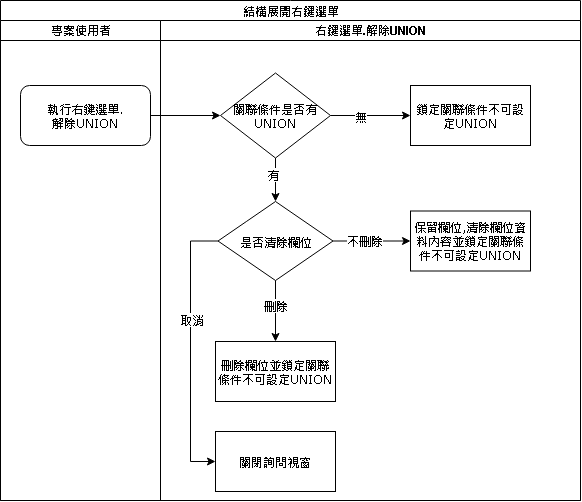 結構展開右鍵選單
專案使用者
右鍵選單.解除UNION
執行右鍵選單.
解除UNION
關聯條件是否有
UNION
無
鎖定關聯條件不可設
定UNION
有
是否清除欄位
不刪除
保留欄位,清除欄位資
料內容並鎖定關聯條
件不可設定UNION
刪除
取消
刪除欄位並鎖定關聯
條件不可設定UNION
關閉詢問視窗